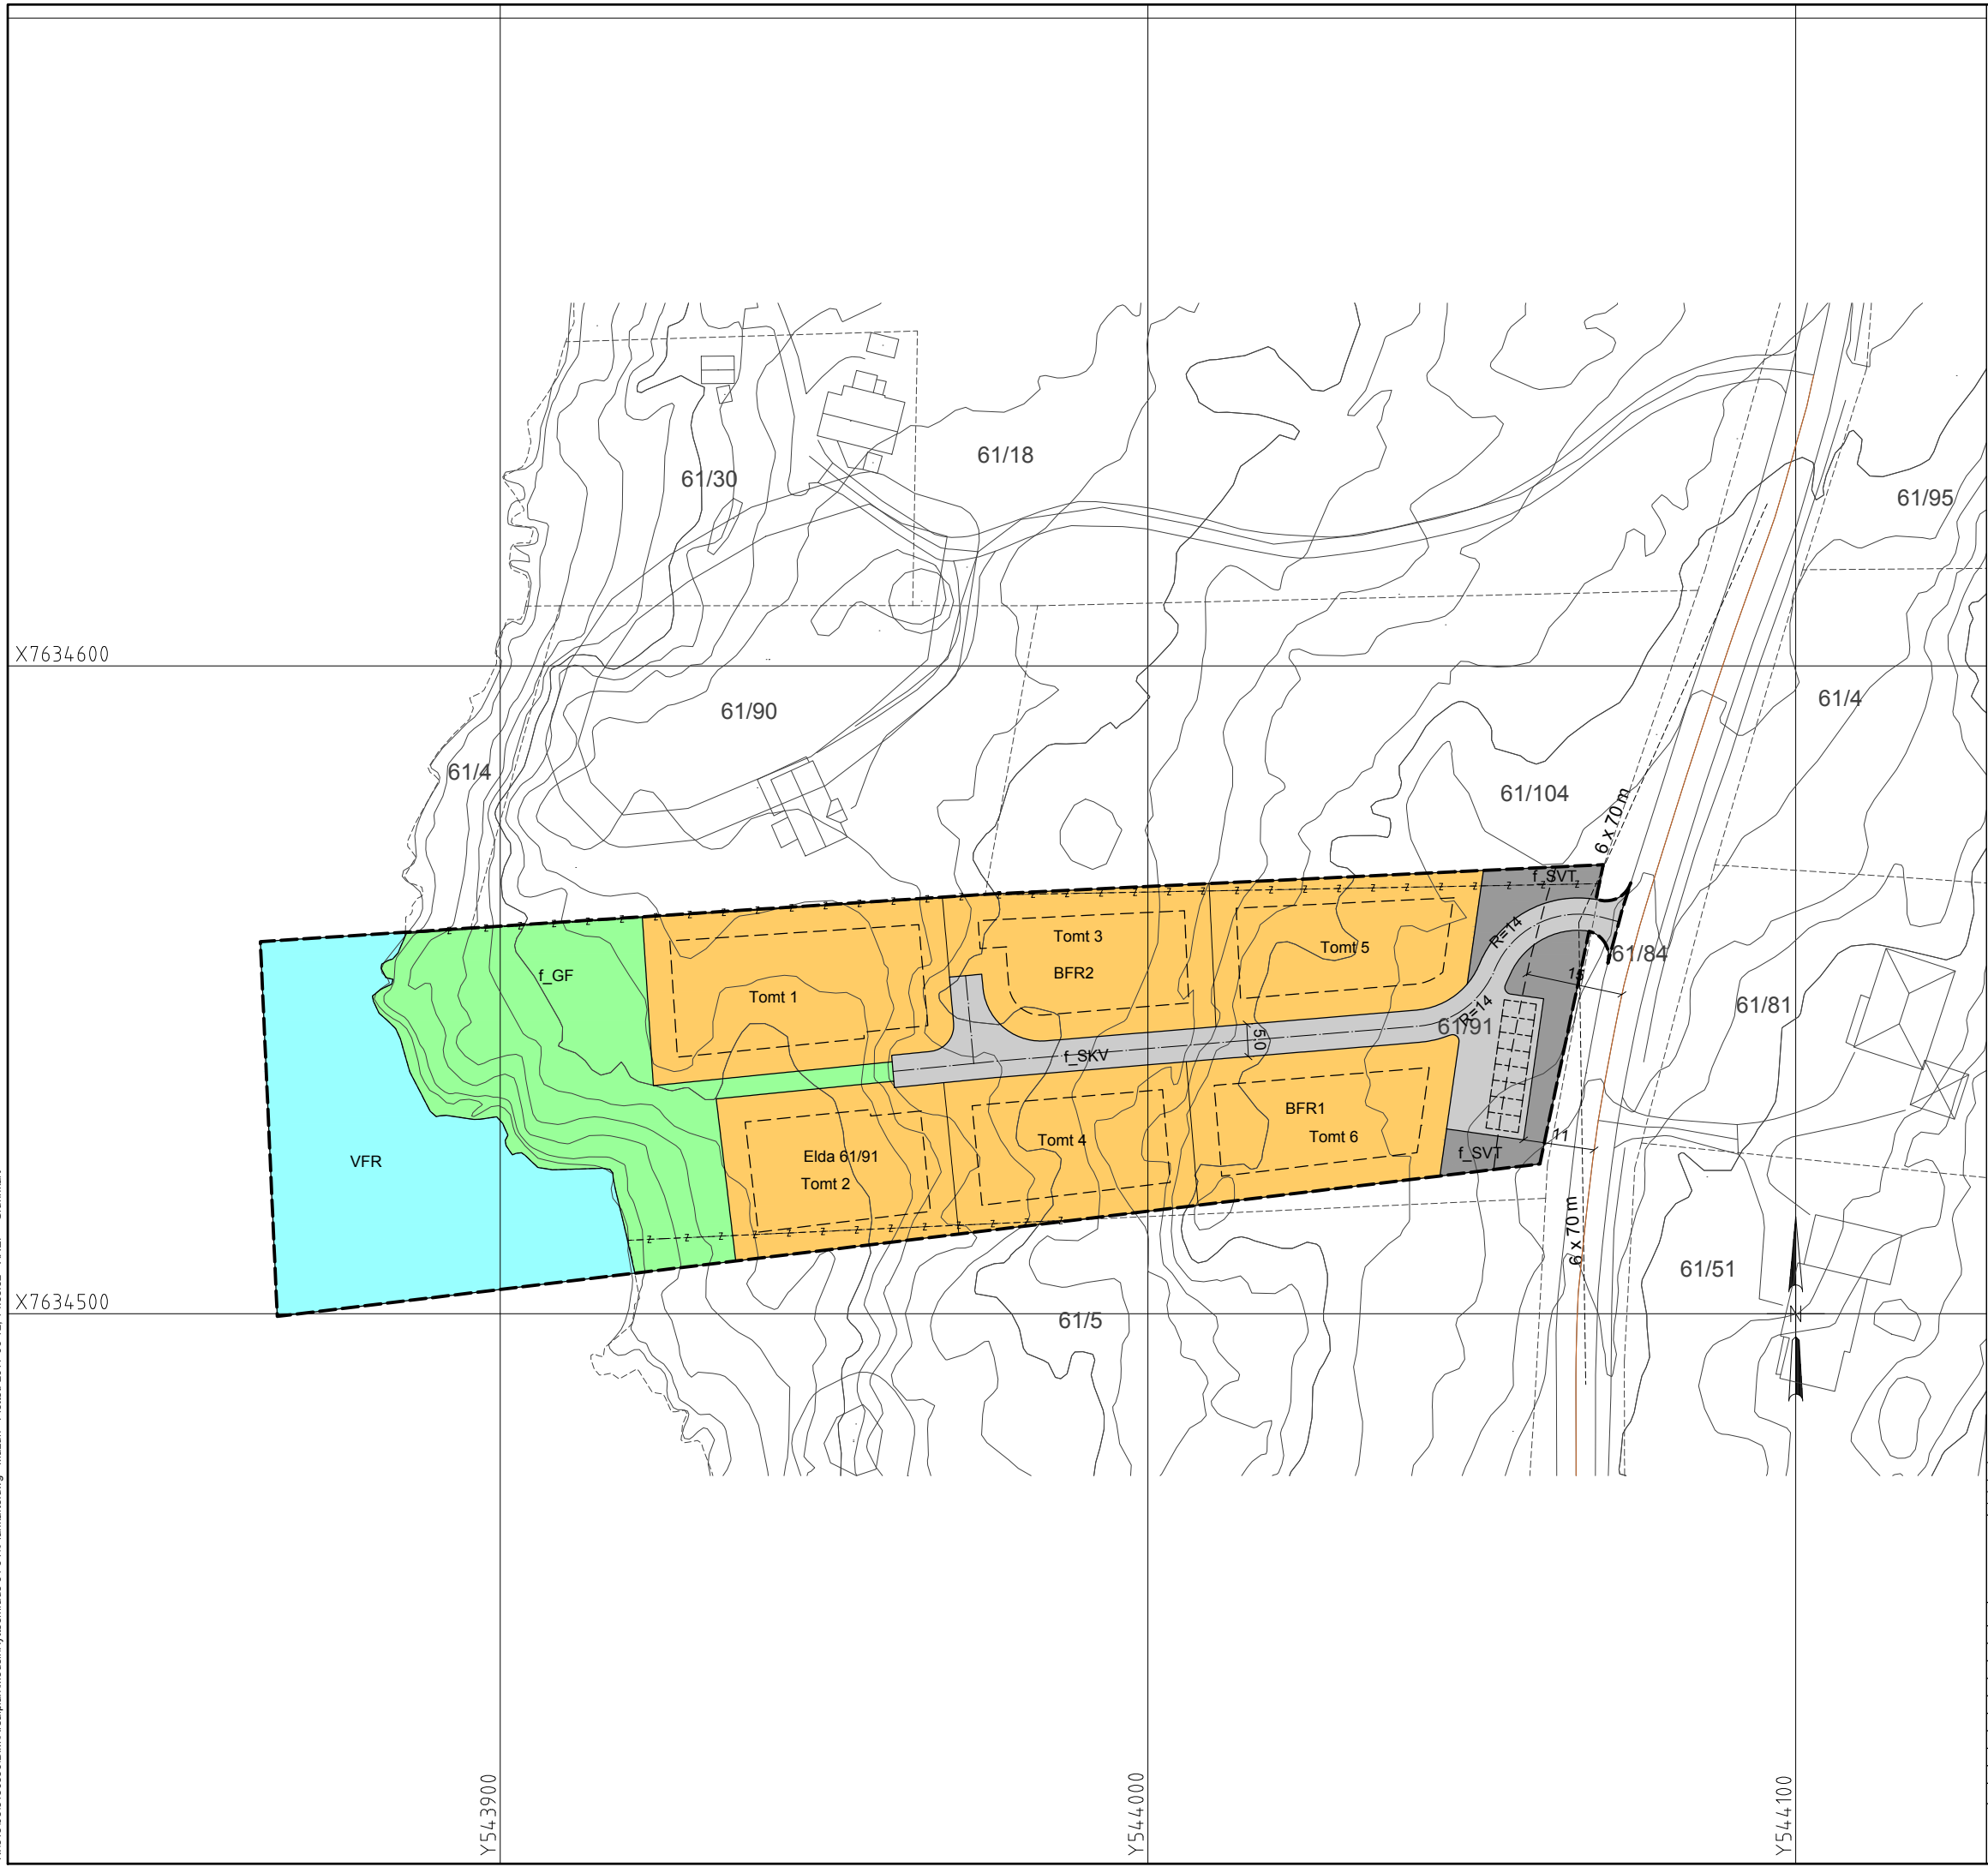 61/18
61/30
61/95
X7634600
61/90
61/4
61/4
61/104
6 x 70 m
f_SVT
Tomt 3
R=14
Tomt 5
61/84
f_GF
BFR2
15
Tomt 1
61/81
R=14
61/91
5.0
f_SKV
BFR1
Tomt 6
Tomt 4
11
Elda 61/91
f_SVT
VFR
Tomt 2
6 x 70 m
61/51
X7634500
N
61/5
Y543900
Y544000
Y544100